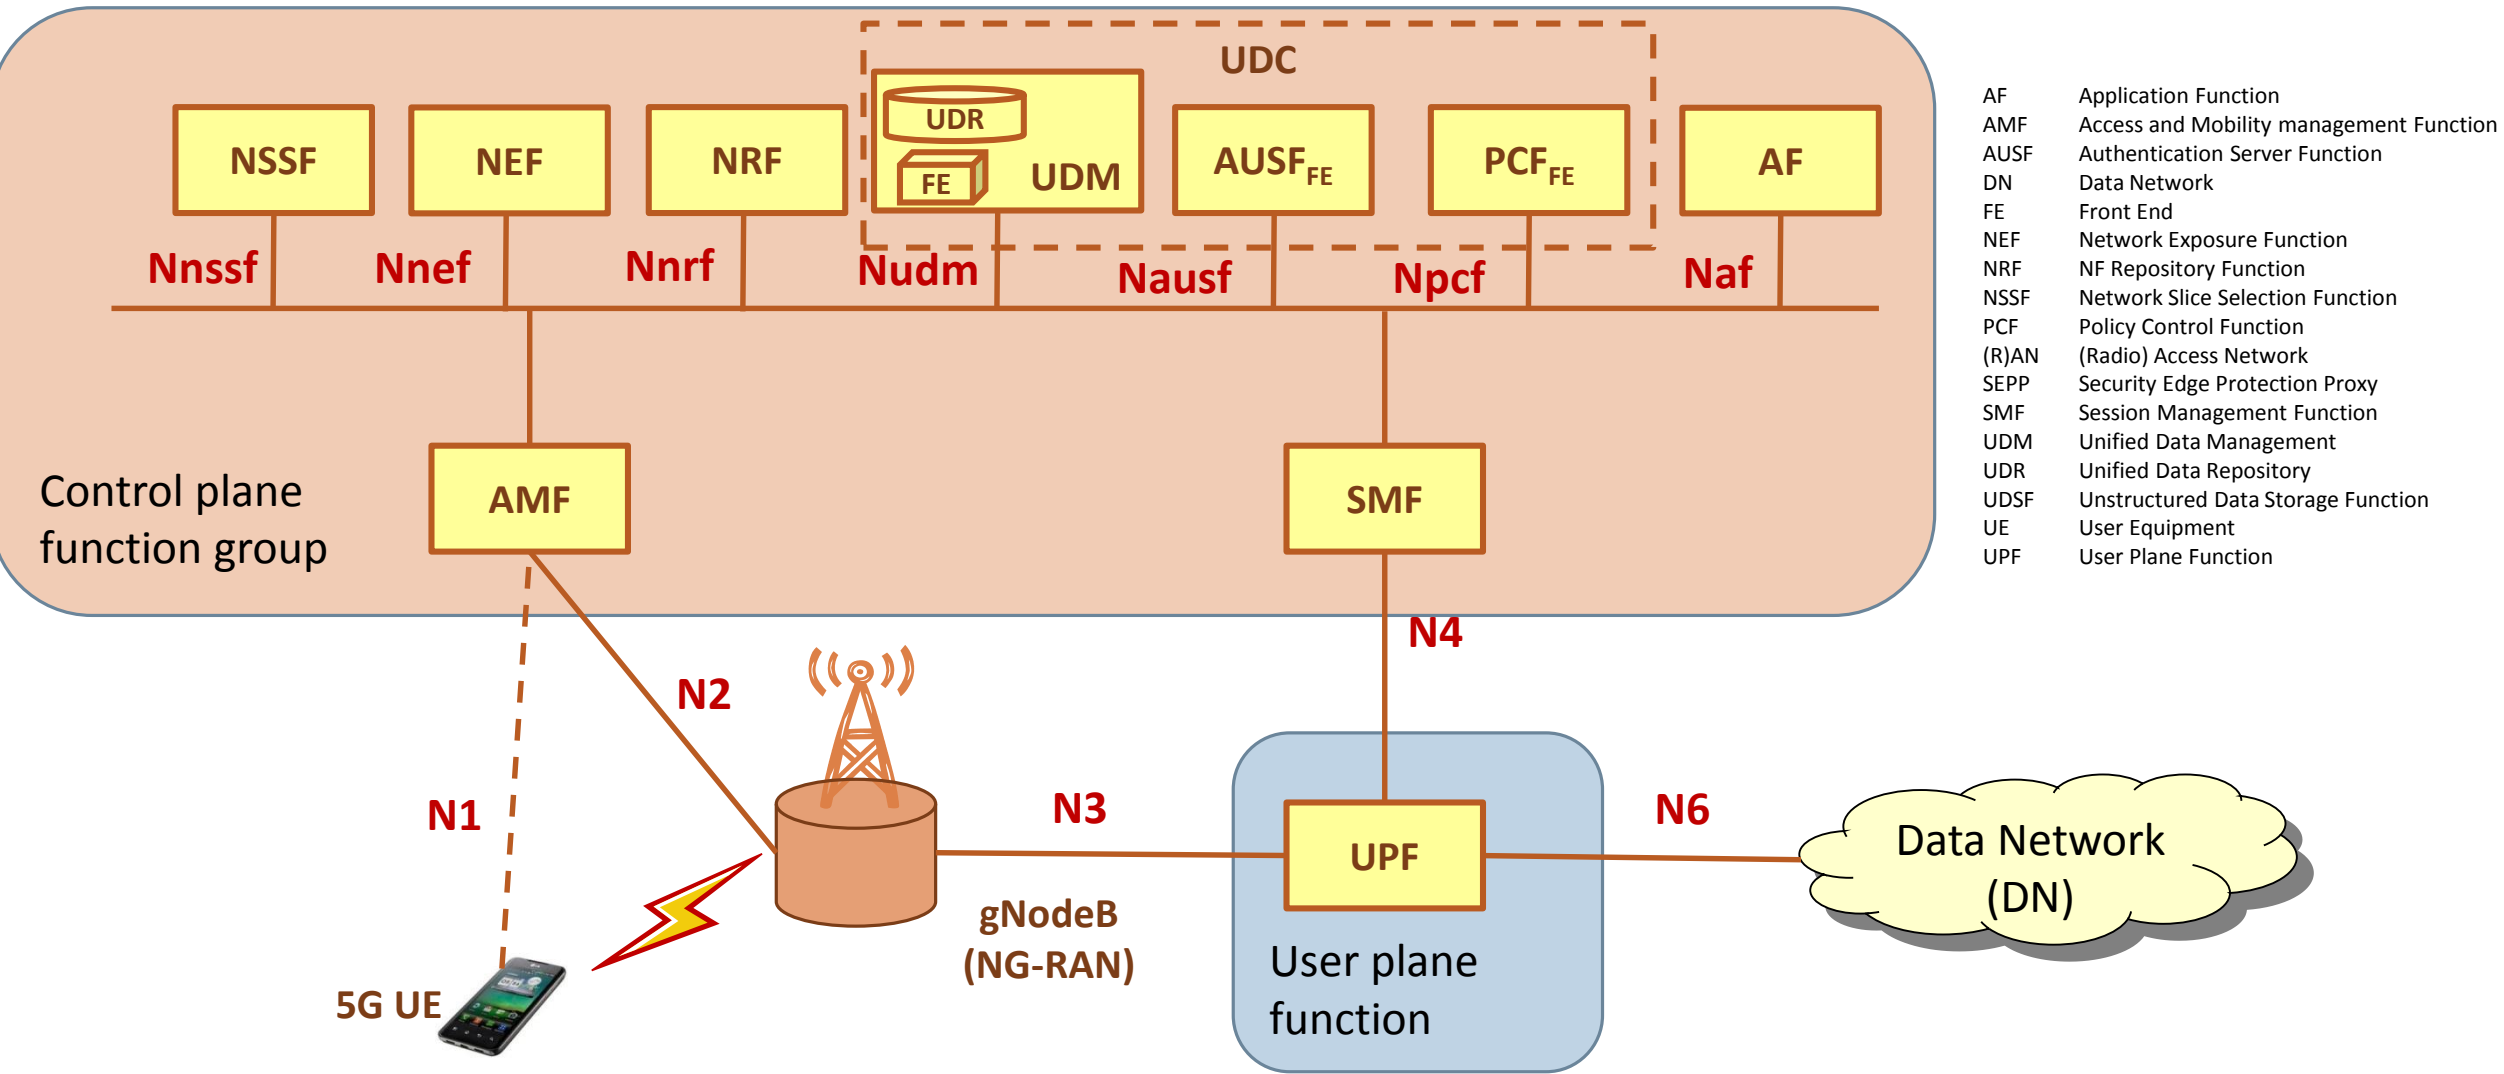 UDC
UDR
FE
UDM
NSSF
NEF
NRF
AUSF FE
PCF FE
AF
Nnssf
Nnef
Nnrf
Nudm
Nausf
Npcf
Naf
AMF
SMF
Control plane
function group
N4
N2
N1
N3
N6
UPF
gNodeB
(NG-RAN)
5G UE
User plane
function
Data Network
(DN)
AF Application Function
AMF Access and Mobility management Function
AUSF Authentication Server Function
DN Data Network
FE Front End
NEF Network Exposure Function
NRF NF Repository Function
NSSF Network Slice Selection Function
PCF Policy Control Function
(R)AN (Radio) Access Network
SEPP Security Edge Protection Proxy
SMF Session Management Function
UDM Unified Data Management
UDR Unified Data Repository
UDSF Unstructured Data Storage Function
UE User Equipment
UPF User Plane Function